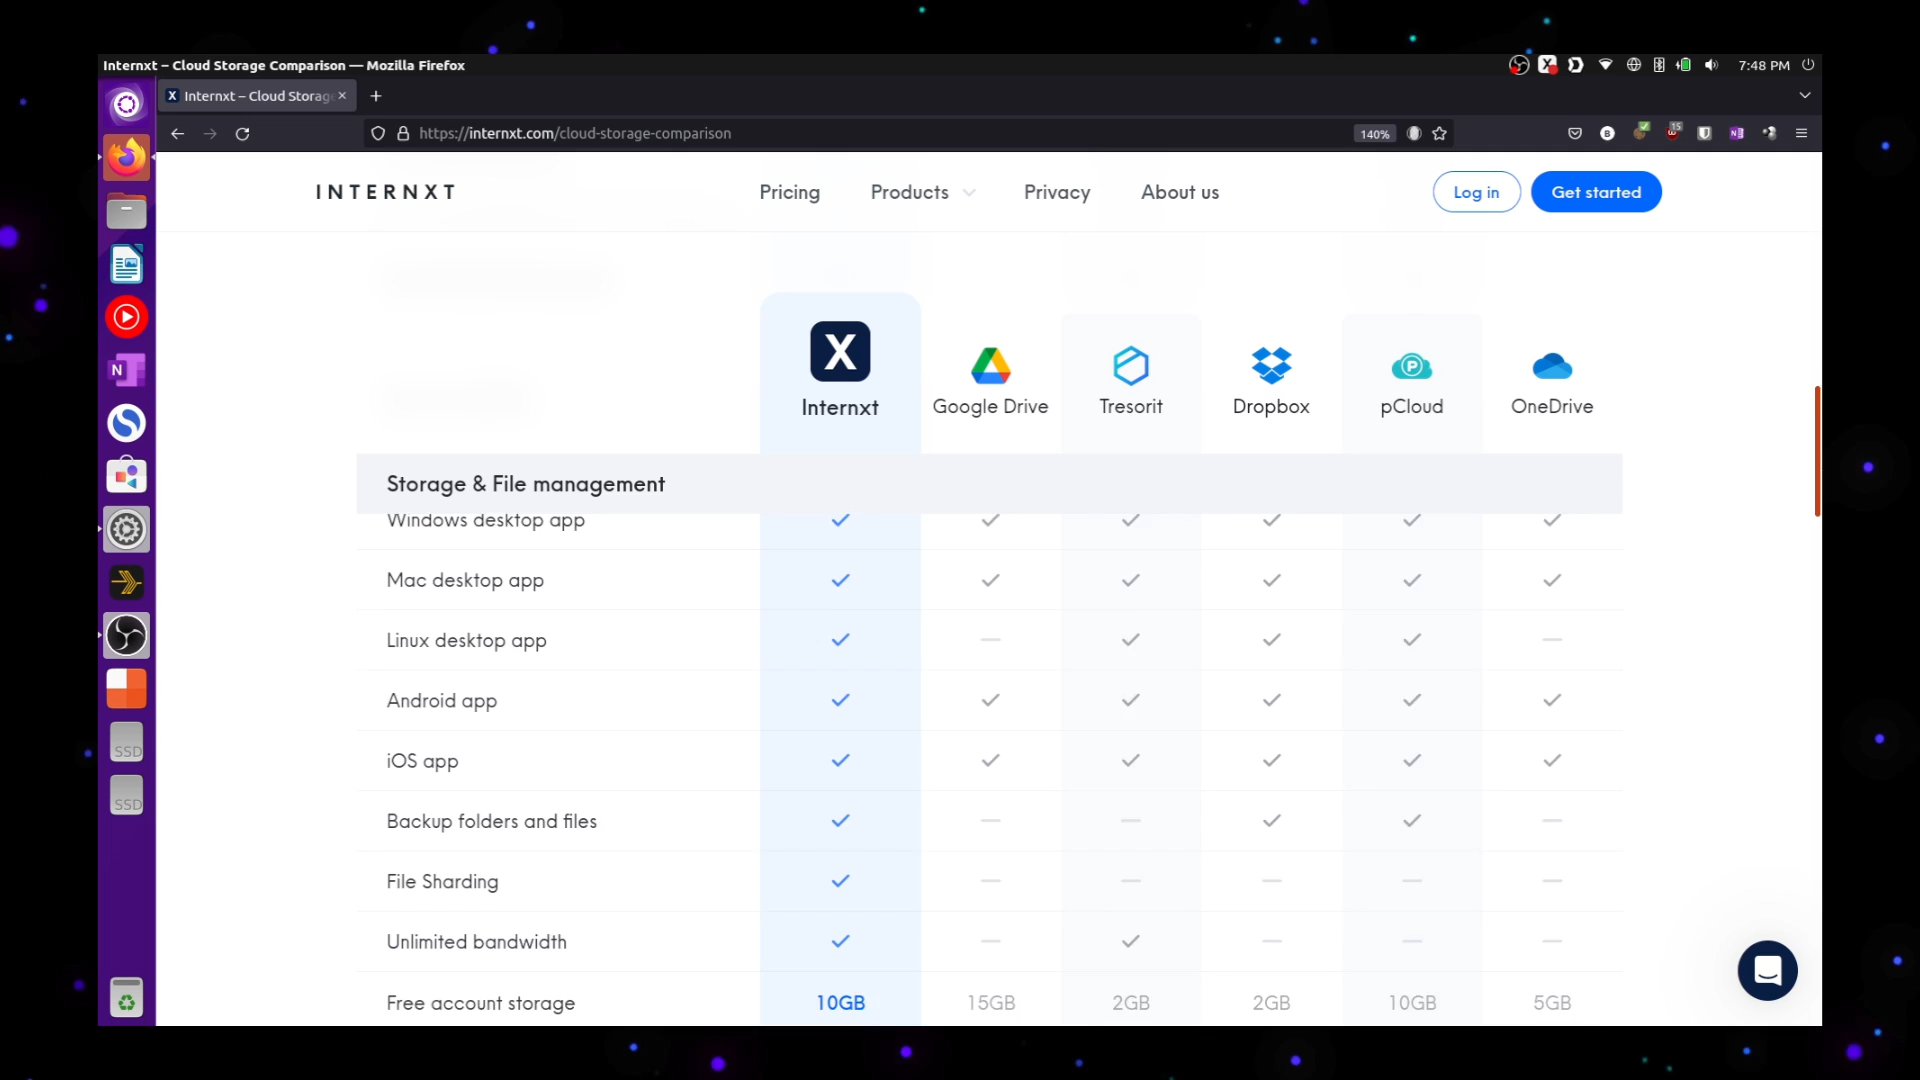 Internxt – Cloud Storage Comparison — Mozilla Firefox
7:48 PM
X Internxt – Cloud Storag
https://internxt.com/cloud-storage-comparison
140%
B
15
N
INTERNXT
Pricing
Products
Privacy
About us
Log in
Get started
X
Internxt
Google Drive
Tresorit
Dropbox
P
pCloud
OneDrive
Storage & File management
Windows desktop app
Mac desktop app
Linux desktop app
Android app
iOS app
Backup folders and files
File Sharding
Unlimited bandwidth
Free account storage 10GB 15GB 2GB 2GB 10GB 5GB
N
SSD
SSD